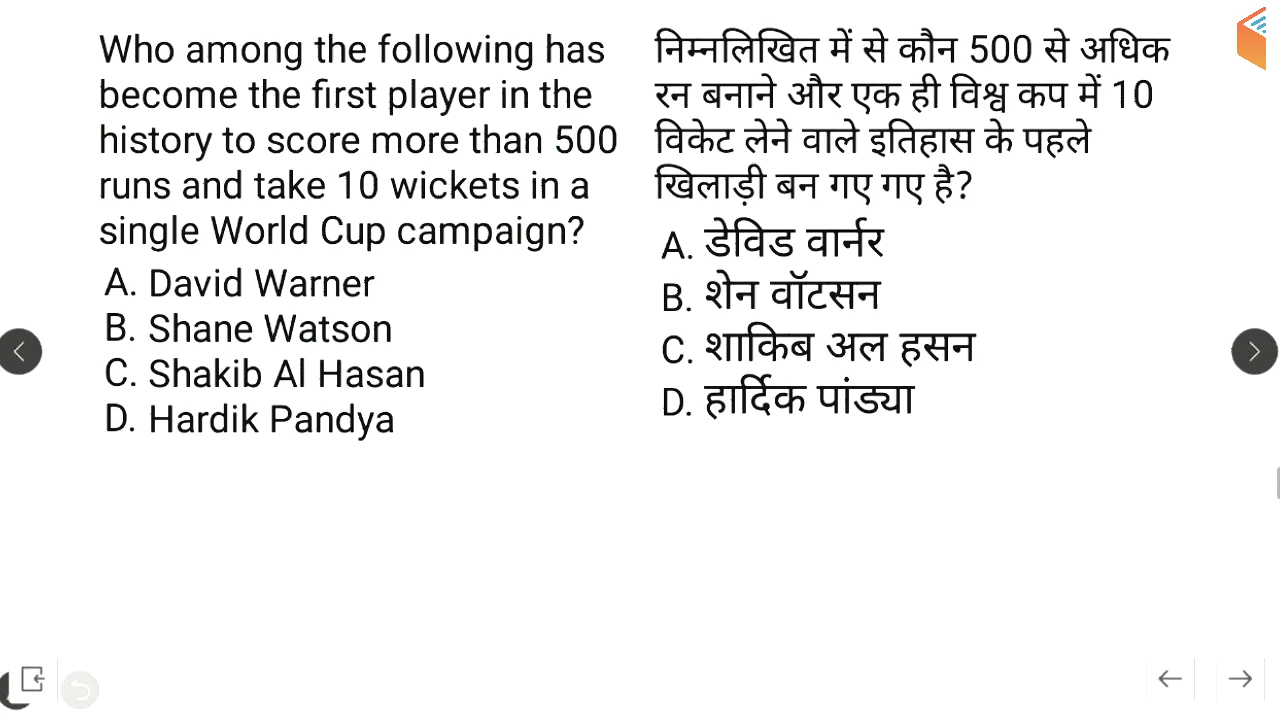 Who among the following has
become the first player in the
history to score more than 500
runs and take 10 wickets in a
single World Cup campaign?
A. David Warner
B. Shane Watson
C. Shakib Al Hasan
D. Hardik Pandya
निम्नलिखित में से कौन 500 से अधिक
रन बनाने और एक ही विश्व कप में 10
विकेट लेने वाले इतिहास के पहले
खिलाड़ी बन गए गए है?
A. डेविड वार्नर
B. शेन वॉटसन
C. शाकिब अल हसन
D. हार्दिक पांड्या